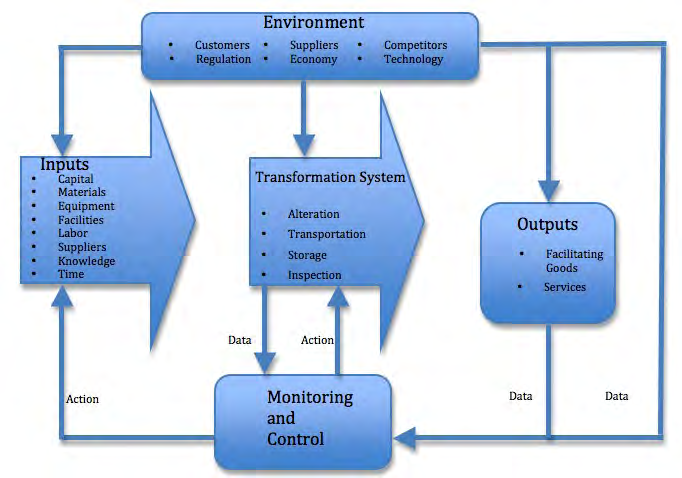 Environment
• Customers • Suppliers • Competitors
• Regulation • Economy • Technology
Inputs
• Capital
• Materials
• Equipment
• Facilities
• Labor
• Suppliers
• Knowledge
• Time
Transformation System
• Alteration
• Transportation
• Storage
• Inspection
Outputs
• Facilitating
Goods
• Services
Data
Action
Action
Data
Data
Monitoring
and
Control